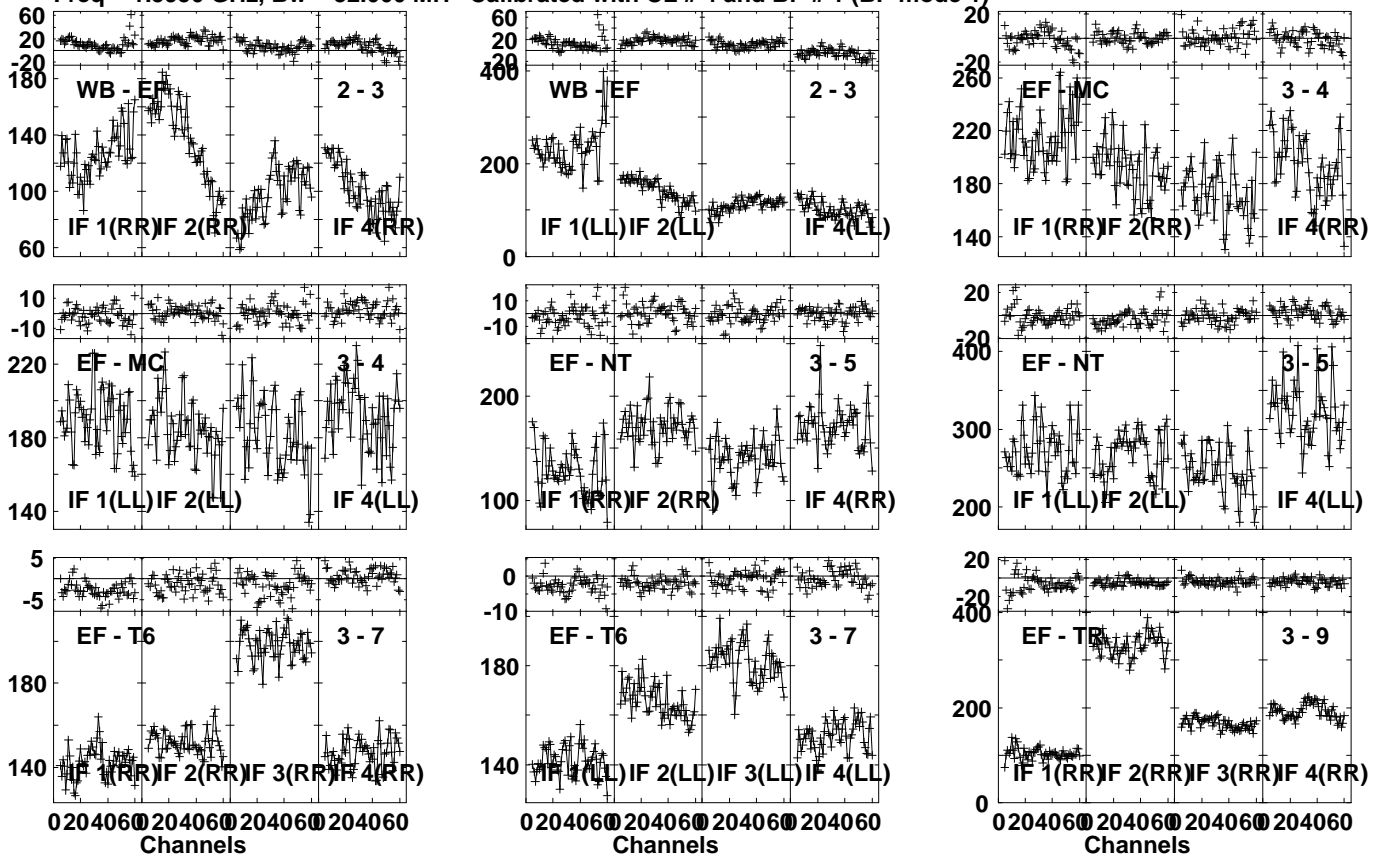 60
20
-20
180
140
100
60
WB - EF
2 - 3
IF 1(RR)
IF 2(RR)
IF 4(RR)
60
20
-20
400
200
0
WB - EF
2 - 3
IF 1(LL)
IF 2(LL)
IF 4(LL)
20
-20
260
220
180
140
EF - MC
3 - 4
IF 1(RR)
IF 2(RR)
IF 4(RR)
10
-10
220
180
140
EF - MC
3 - 4
IF 1(LL)
IF 2(LL)
IF 4(LL)
10
-10
200
100
EF - NT
3 - 5
IF 1(RR)
IF 2(RR)
IF 4(RR)
20
-20
400
300
200
EF - NT
3 - 5
IF 1(LL)
IF 2(LL)
IF 4(LL)
5
-5
180
140
EF - T6
3 - 7
IF 1(RR)
IF 2(RR)
IF 3(RR)
IF 4(RR)
0
-10
180
140
EF - T6
3 - 7
IF 1(LL)
IF 2(LL)
IF 3(LL)
IF 4(LL)
20
-20
400
200
0
EF - TR
3 - 9
IF 1(RR)
IF 2(RR)
IF 3(RR)
IF 4(RR)
0 20 40 60 0 20 40 60 0 20 40 60 0 20 40 60
Channels
0 20 40 60 0 20 40 60 0 20 40 60 0 20 40 60
Channels
0 20 40 60 0 20 40 60 0 20 40 60 0 20 40 60
Channels